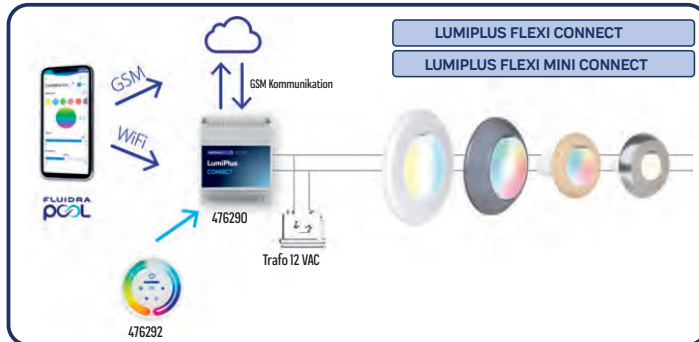 LUMIPLUS FLEXI CONNECT
LUMIPLUS FLEXI MINI CONNECT
GSM
GSM Kommunikation
WiFi
LumiPlus
CONNECT
FLUIDRA
POOL
476290
Trafo 12 VAC
476292